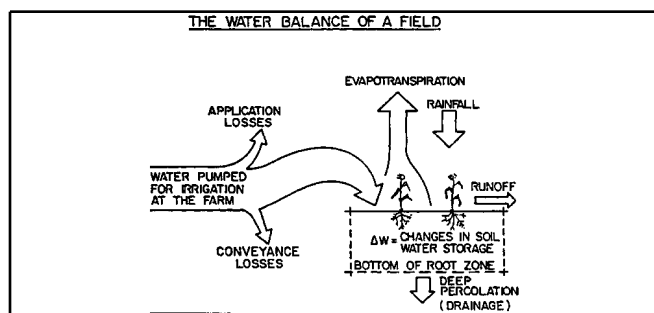 THE WATER BALANCE OF A FIELD
EVAPOTRANSPIRATION
RAINFALL
APPLICATION
LOSSES
WATER PUMPED
FOR IRRIGATION
AT THE FARM
RUNOFF
ΔW = CHANGES IN SOIL
WATER STORAGE
CONVEYANCE
LOSSES
BOTTOM OF ROOT ZONE
DEEP
PERCOLATION
(DRAINAGE)